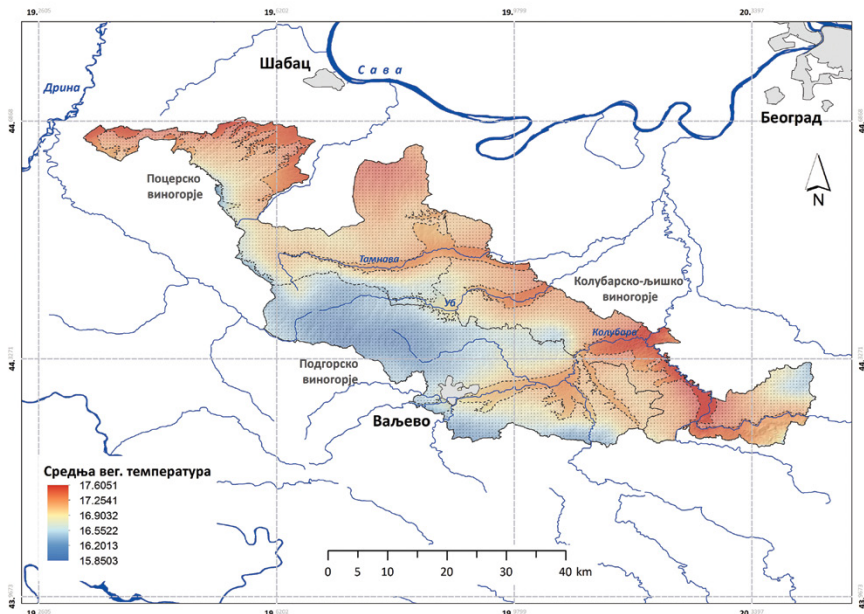 Шабац
Сава
Дрина
Београд
Поцерско
виногорје
N
Тамнава
Колубарско-љишко
виногорје
Уб
Колубара
Подгорско
виногорје
Ваљево
Средња вег. температура
17.6051
17.2541
16.9032
16.5522
16.2013
15.8503
0 5 10 20 30 40 km